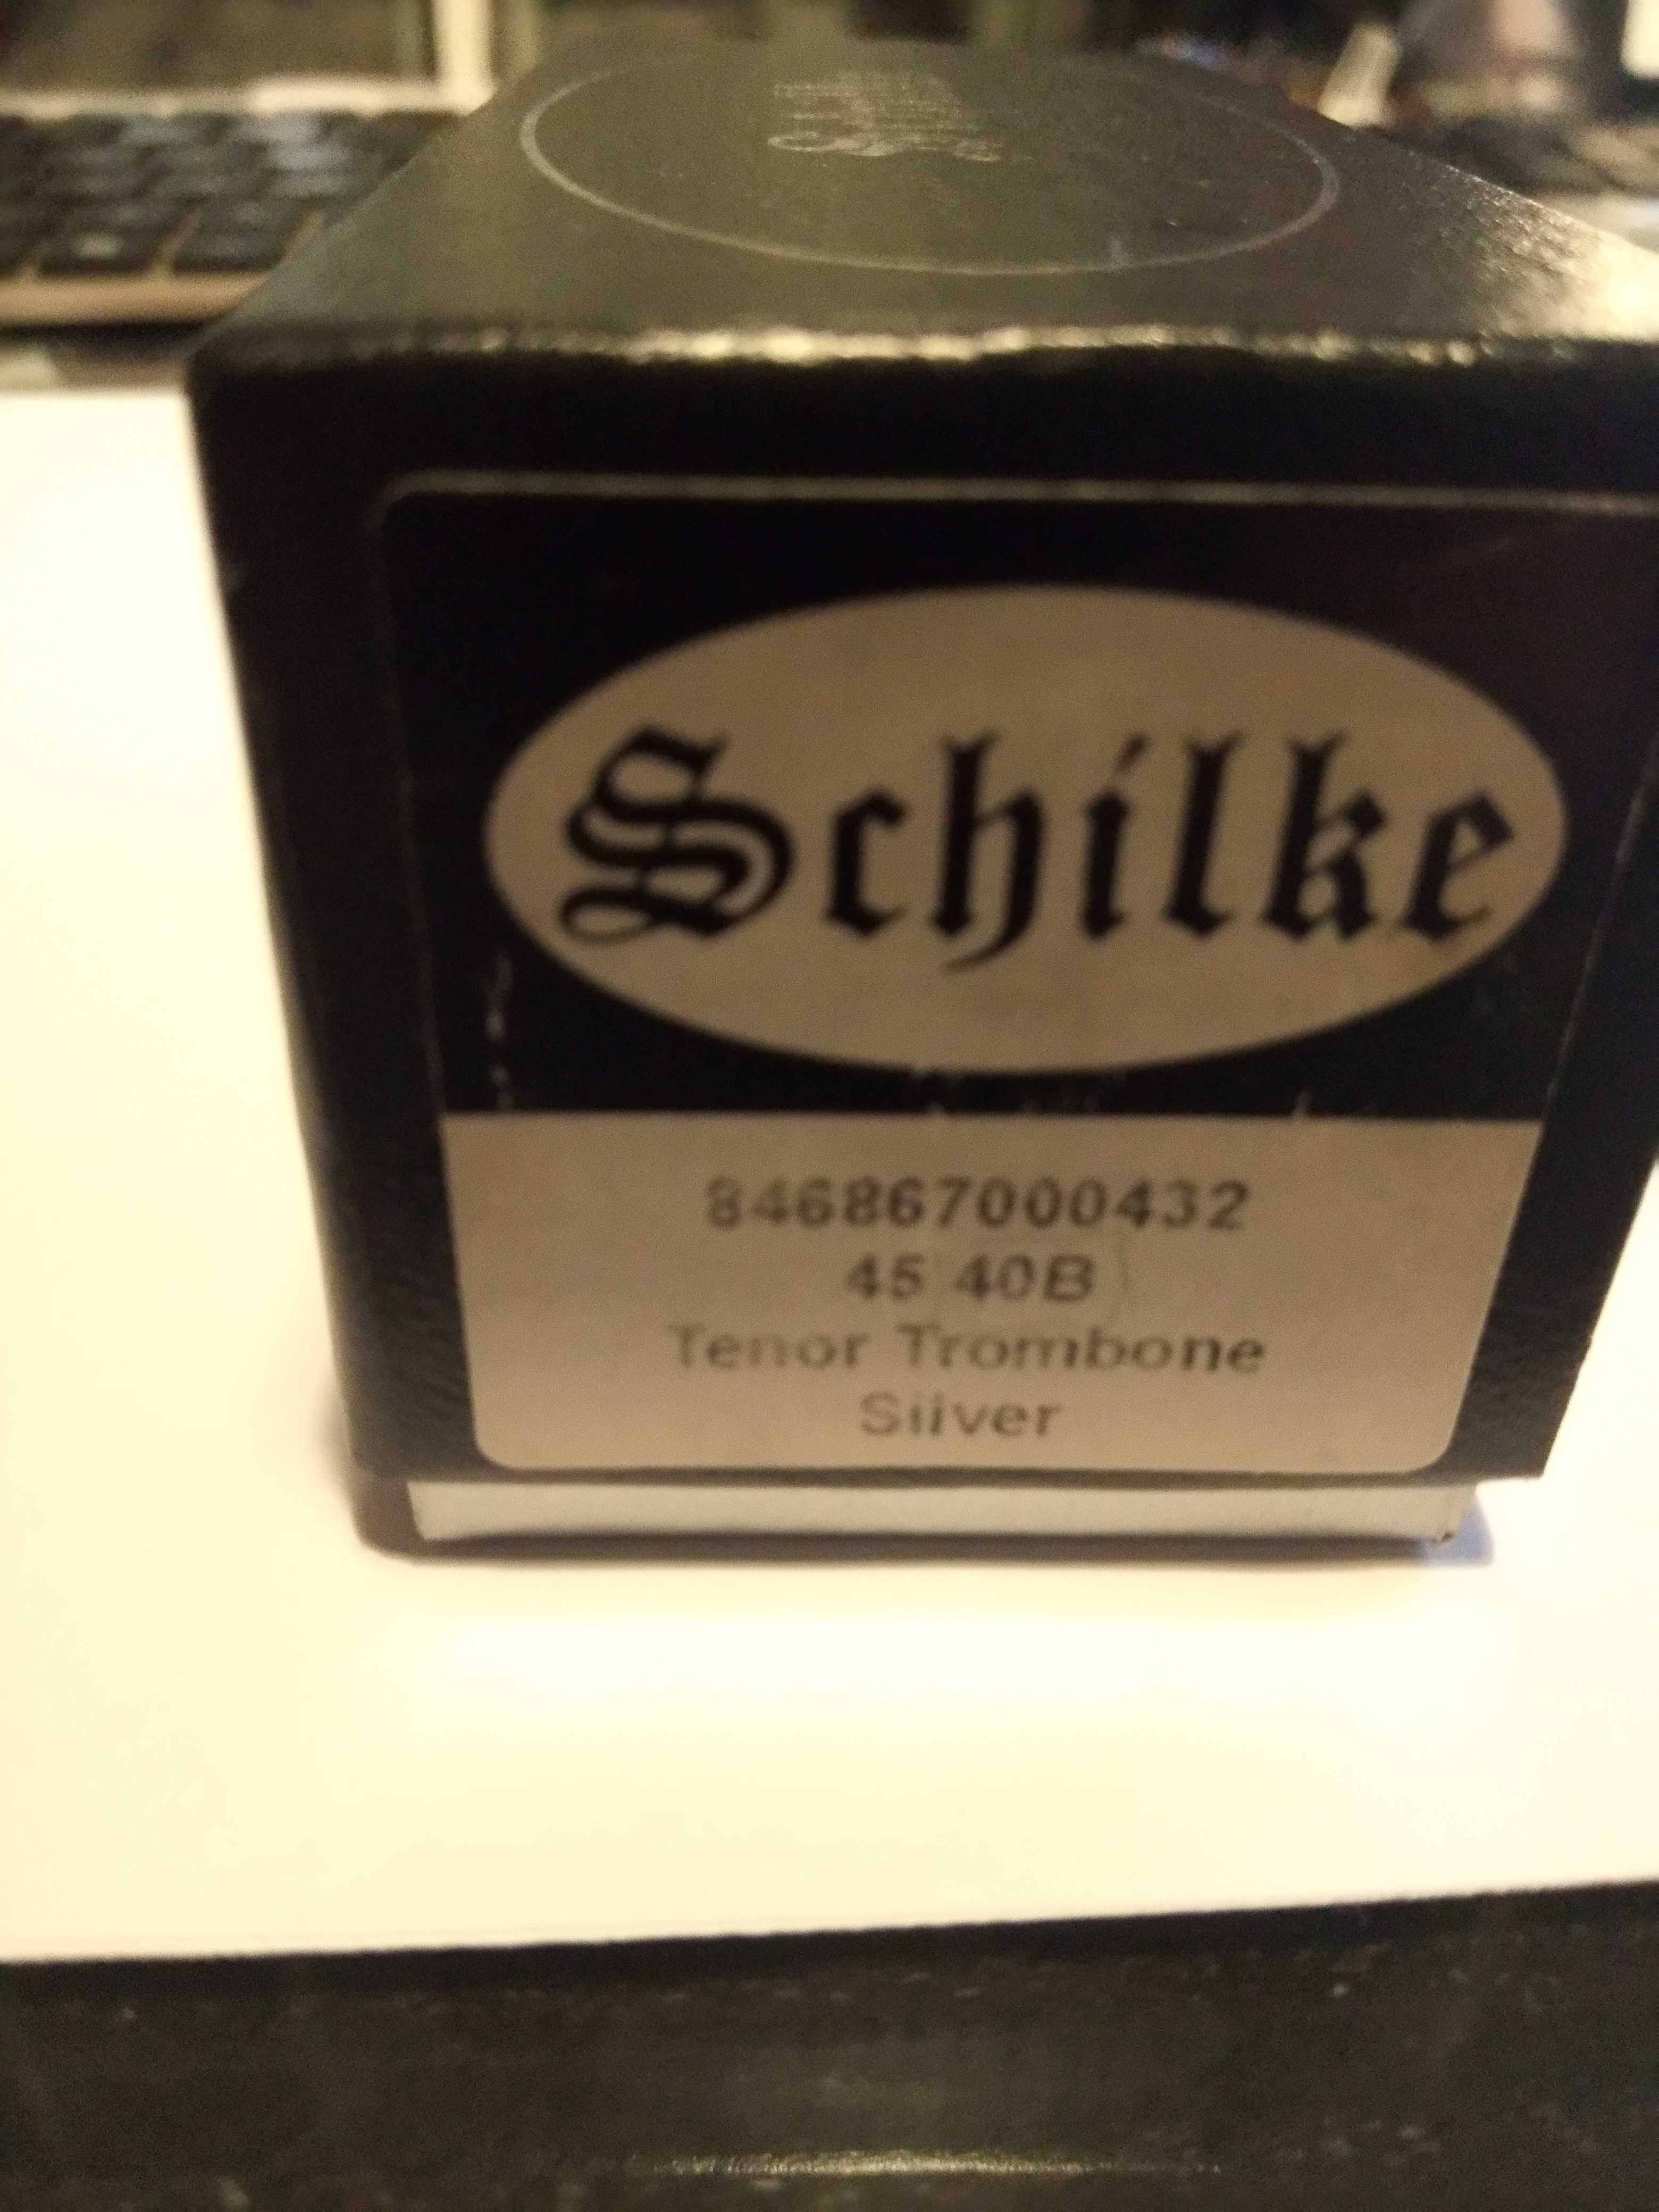 Schilke
846867000432
45 40B
Tenor Trombone
Silver